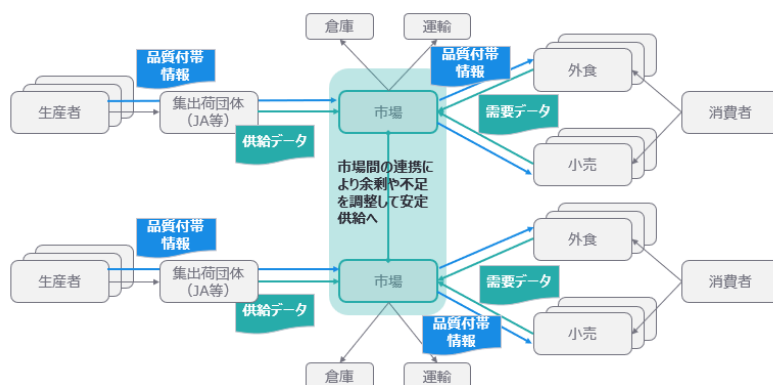 倉庫
運輸
品質付帯
情報
品質付帯
情報
外食
生産者
集出荷団体
(JA等)
市場
需要データ
消費者
供給データ
小売
市場間の連携に
より余剰や不足
を調整して安定
供給へ
品質付帯
情報
外食
生産者
集出荷団体
(JA等)
市場
需要データ
消費者
供給データ
品質付帯
情報
小売
倉庫
運輸